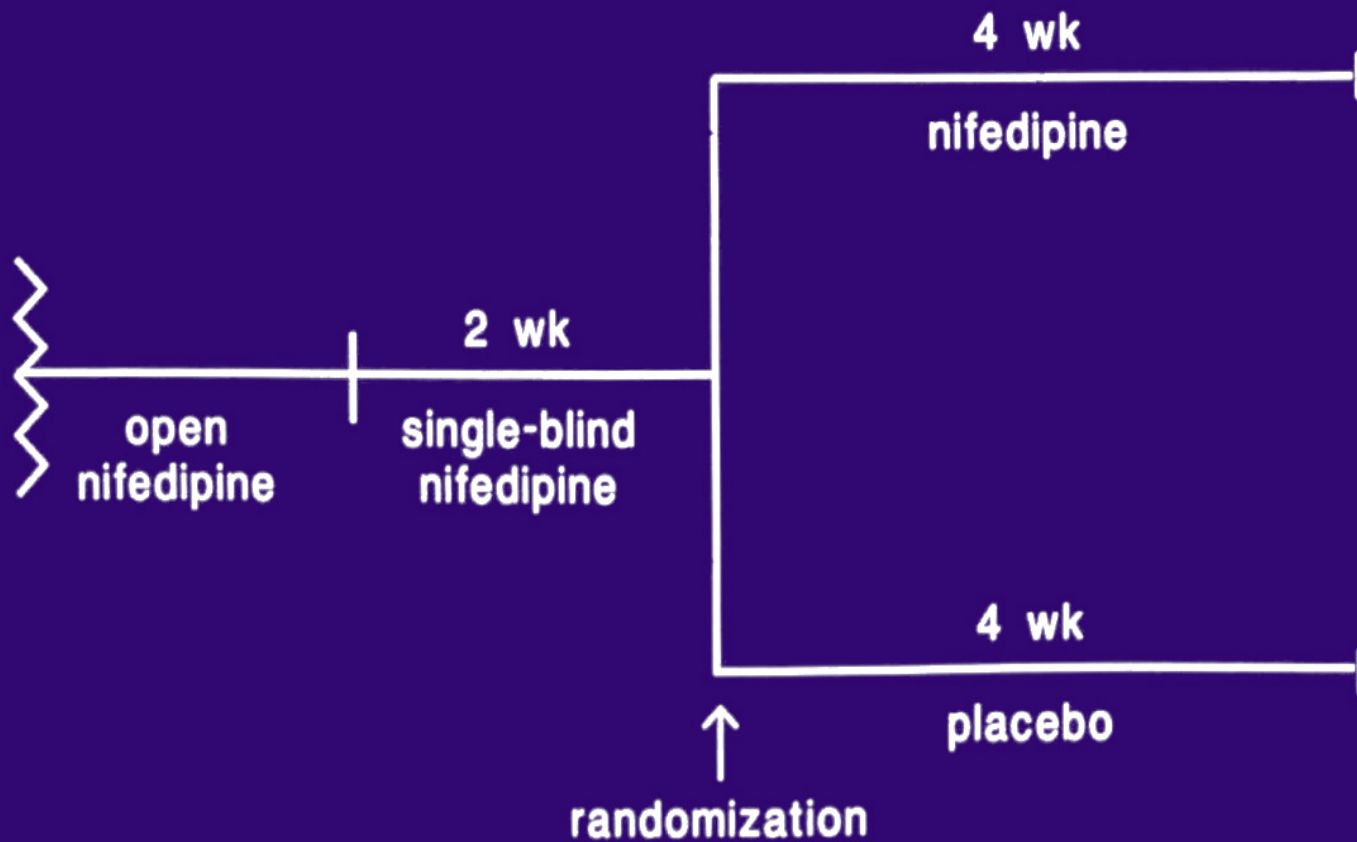 4 wk
nifedipine
2 wk
open
nifedipine
single-blind
nifedipine
4 wk
placebo
randomization